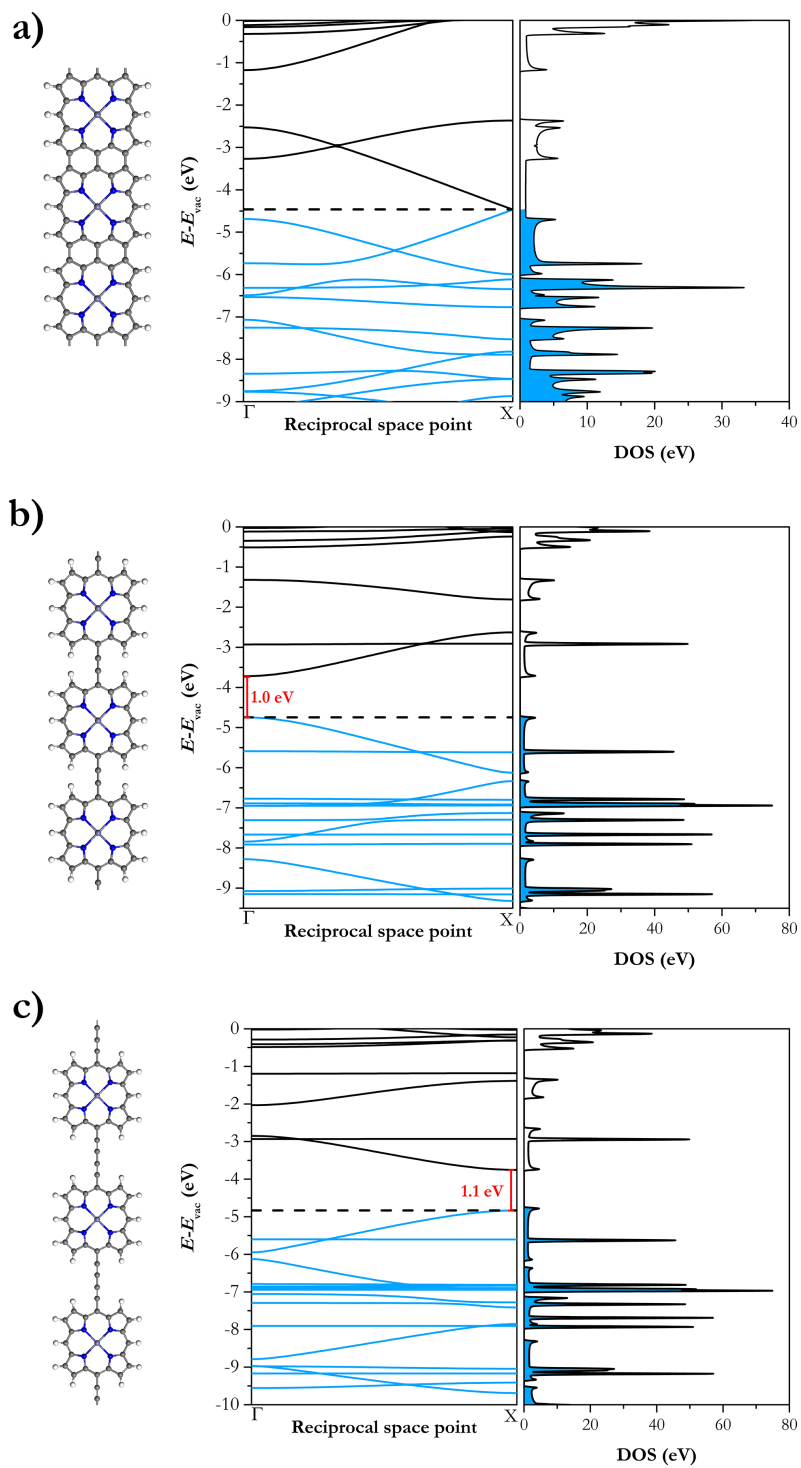 a)
0
-1
-2
-3
-4
-5
-6
-7
-8
-9
E-Evac (eV)
Γ
X
Reciprocal space point
0 10 20 30 40
DOS (eV)
b)
0
-1
-2
-3
-4
-5
-6
-7
-8
-9
E-Evac (eV)
1.0 eV
Γ
X
Reciprocal space point
0 20 40 60 80
DOS (eV)
c)
0
-1
-2
-3
-4
-5
-6
-7
-8
-9
-10
E-Evac (eV)
1.1 eV
Γ
X
Reciprocal space point
0 20 40 60 80
DOS (eV)